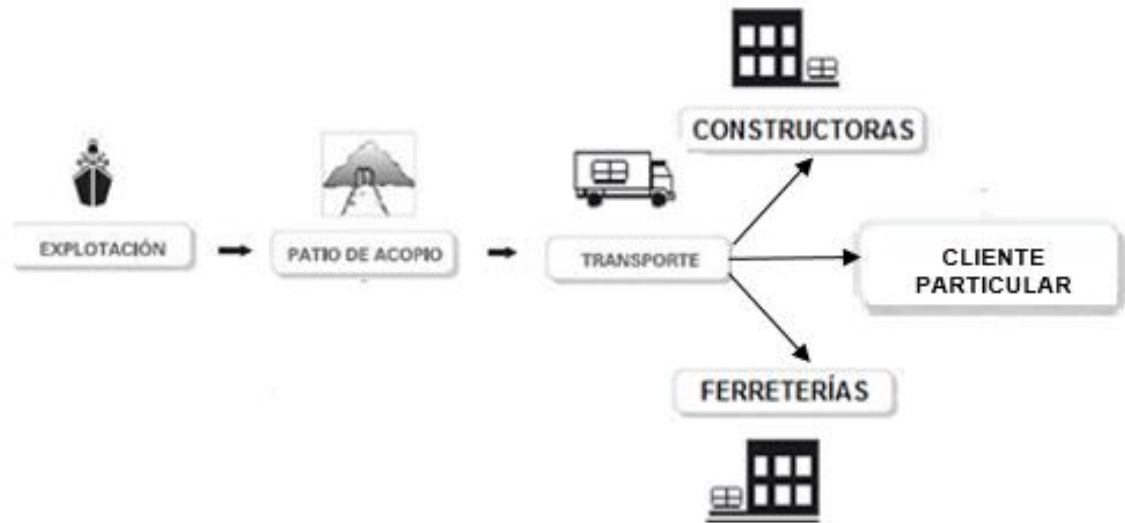 CONSTRUCTORAS
EXPLOTACIÓN
PATIO DE ACOPIO
TRANSPORTE
CLIENTE
PARTICULAR
FERRETERÍAS